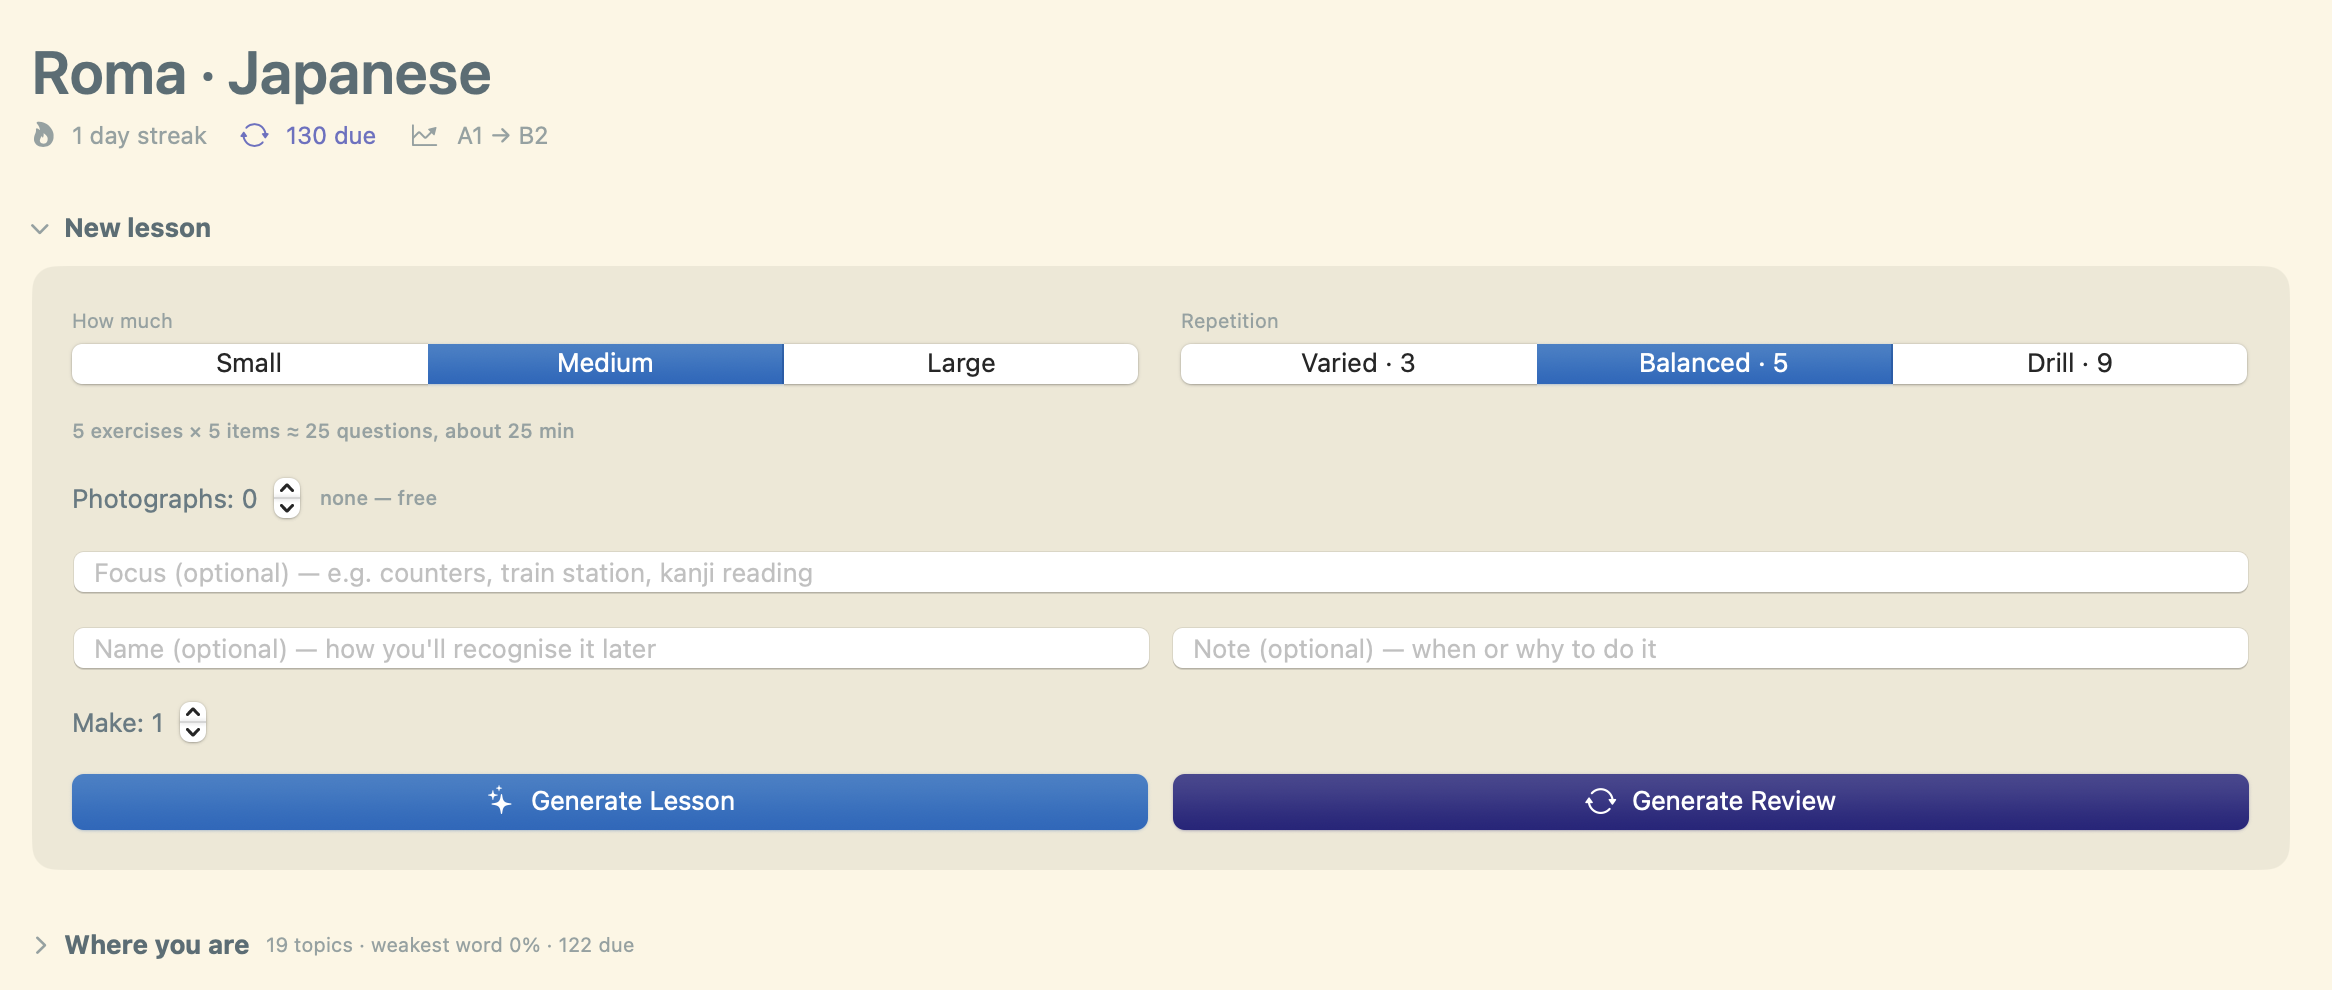 Roma · Japanese
1 day streak 130 due A1 → B2
New lesson
How much
Small Medium Large
Repetition
Varied · 3 Balanced · 5 Drill · 9
5 exercises × 5 items ≈ 25 questions, about 25 min
Photographs: 0 none — free
Focus (optional) — e.g. counters, train station, kanji reading
Name (optional) — how you'll recognise it later Note (optional) — when or why to do it
Make: 1
Generate Lesson Generate Review
Where you are 19 topics · weakest word 0% · 122 due